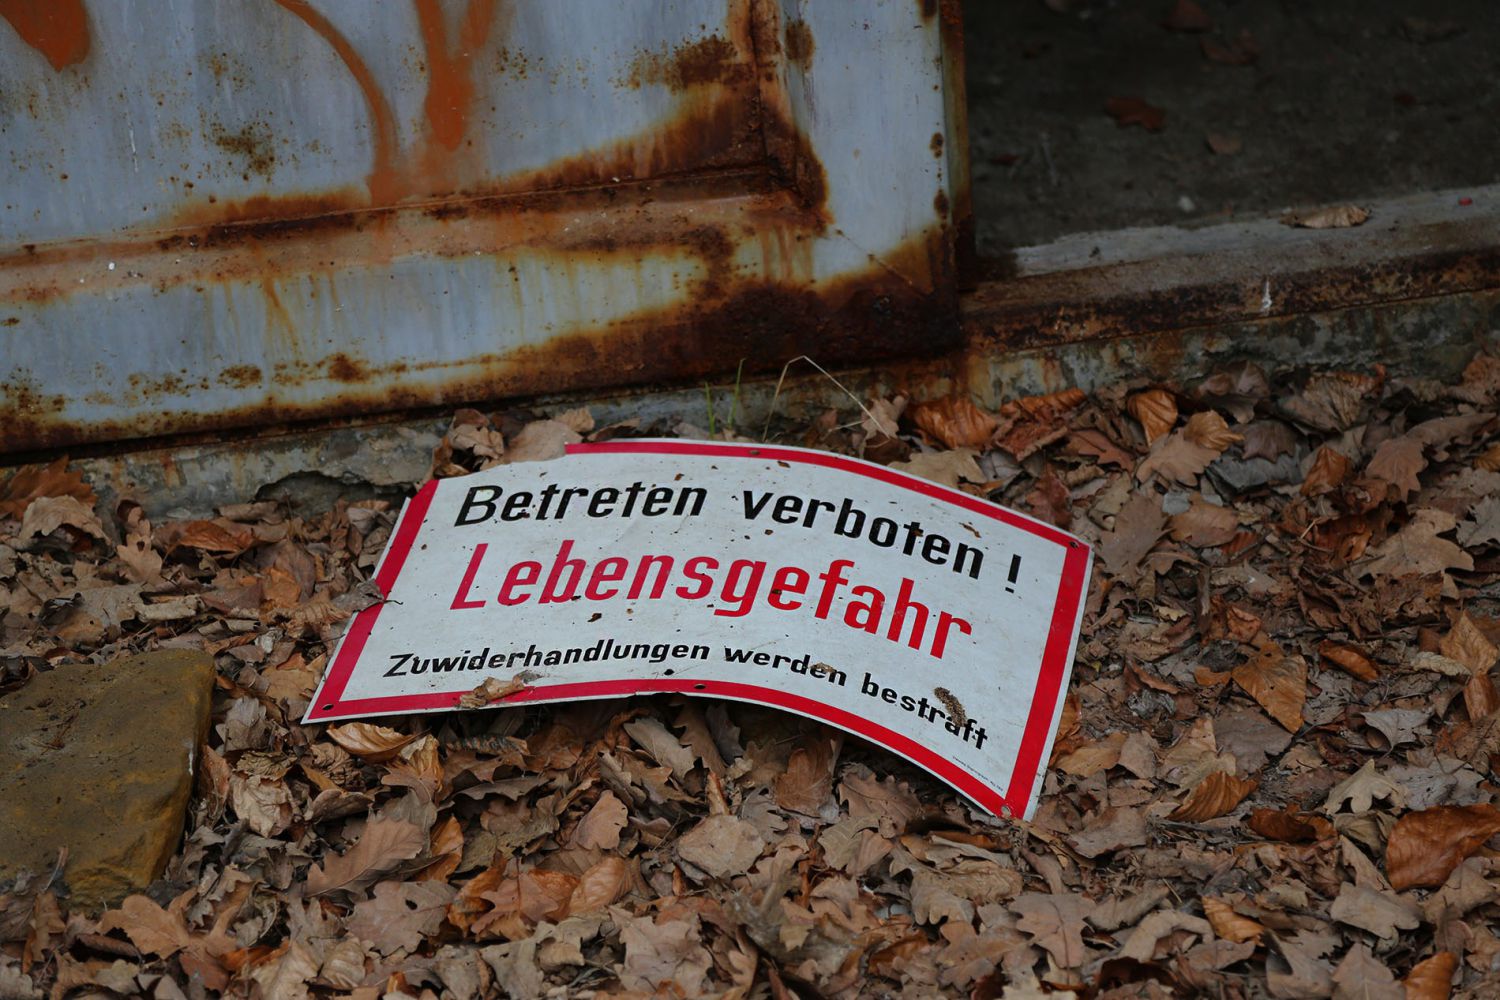 Betreten verboten !
Lebensgefahr
Zuwiderhandlungen werden bestraft